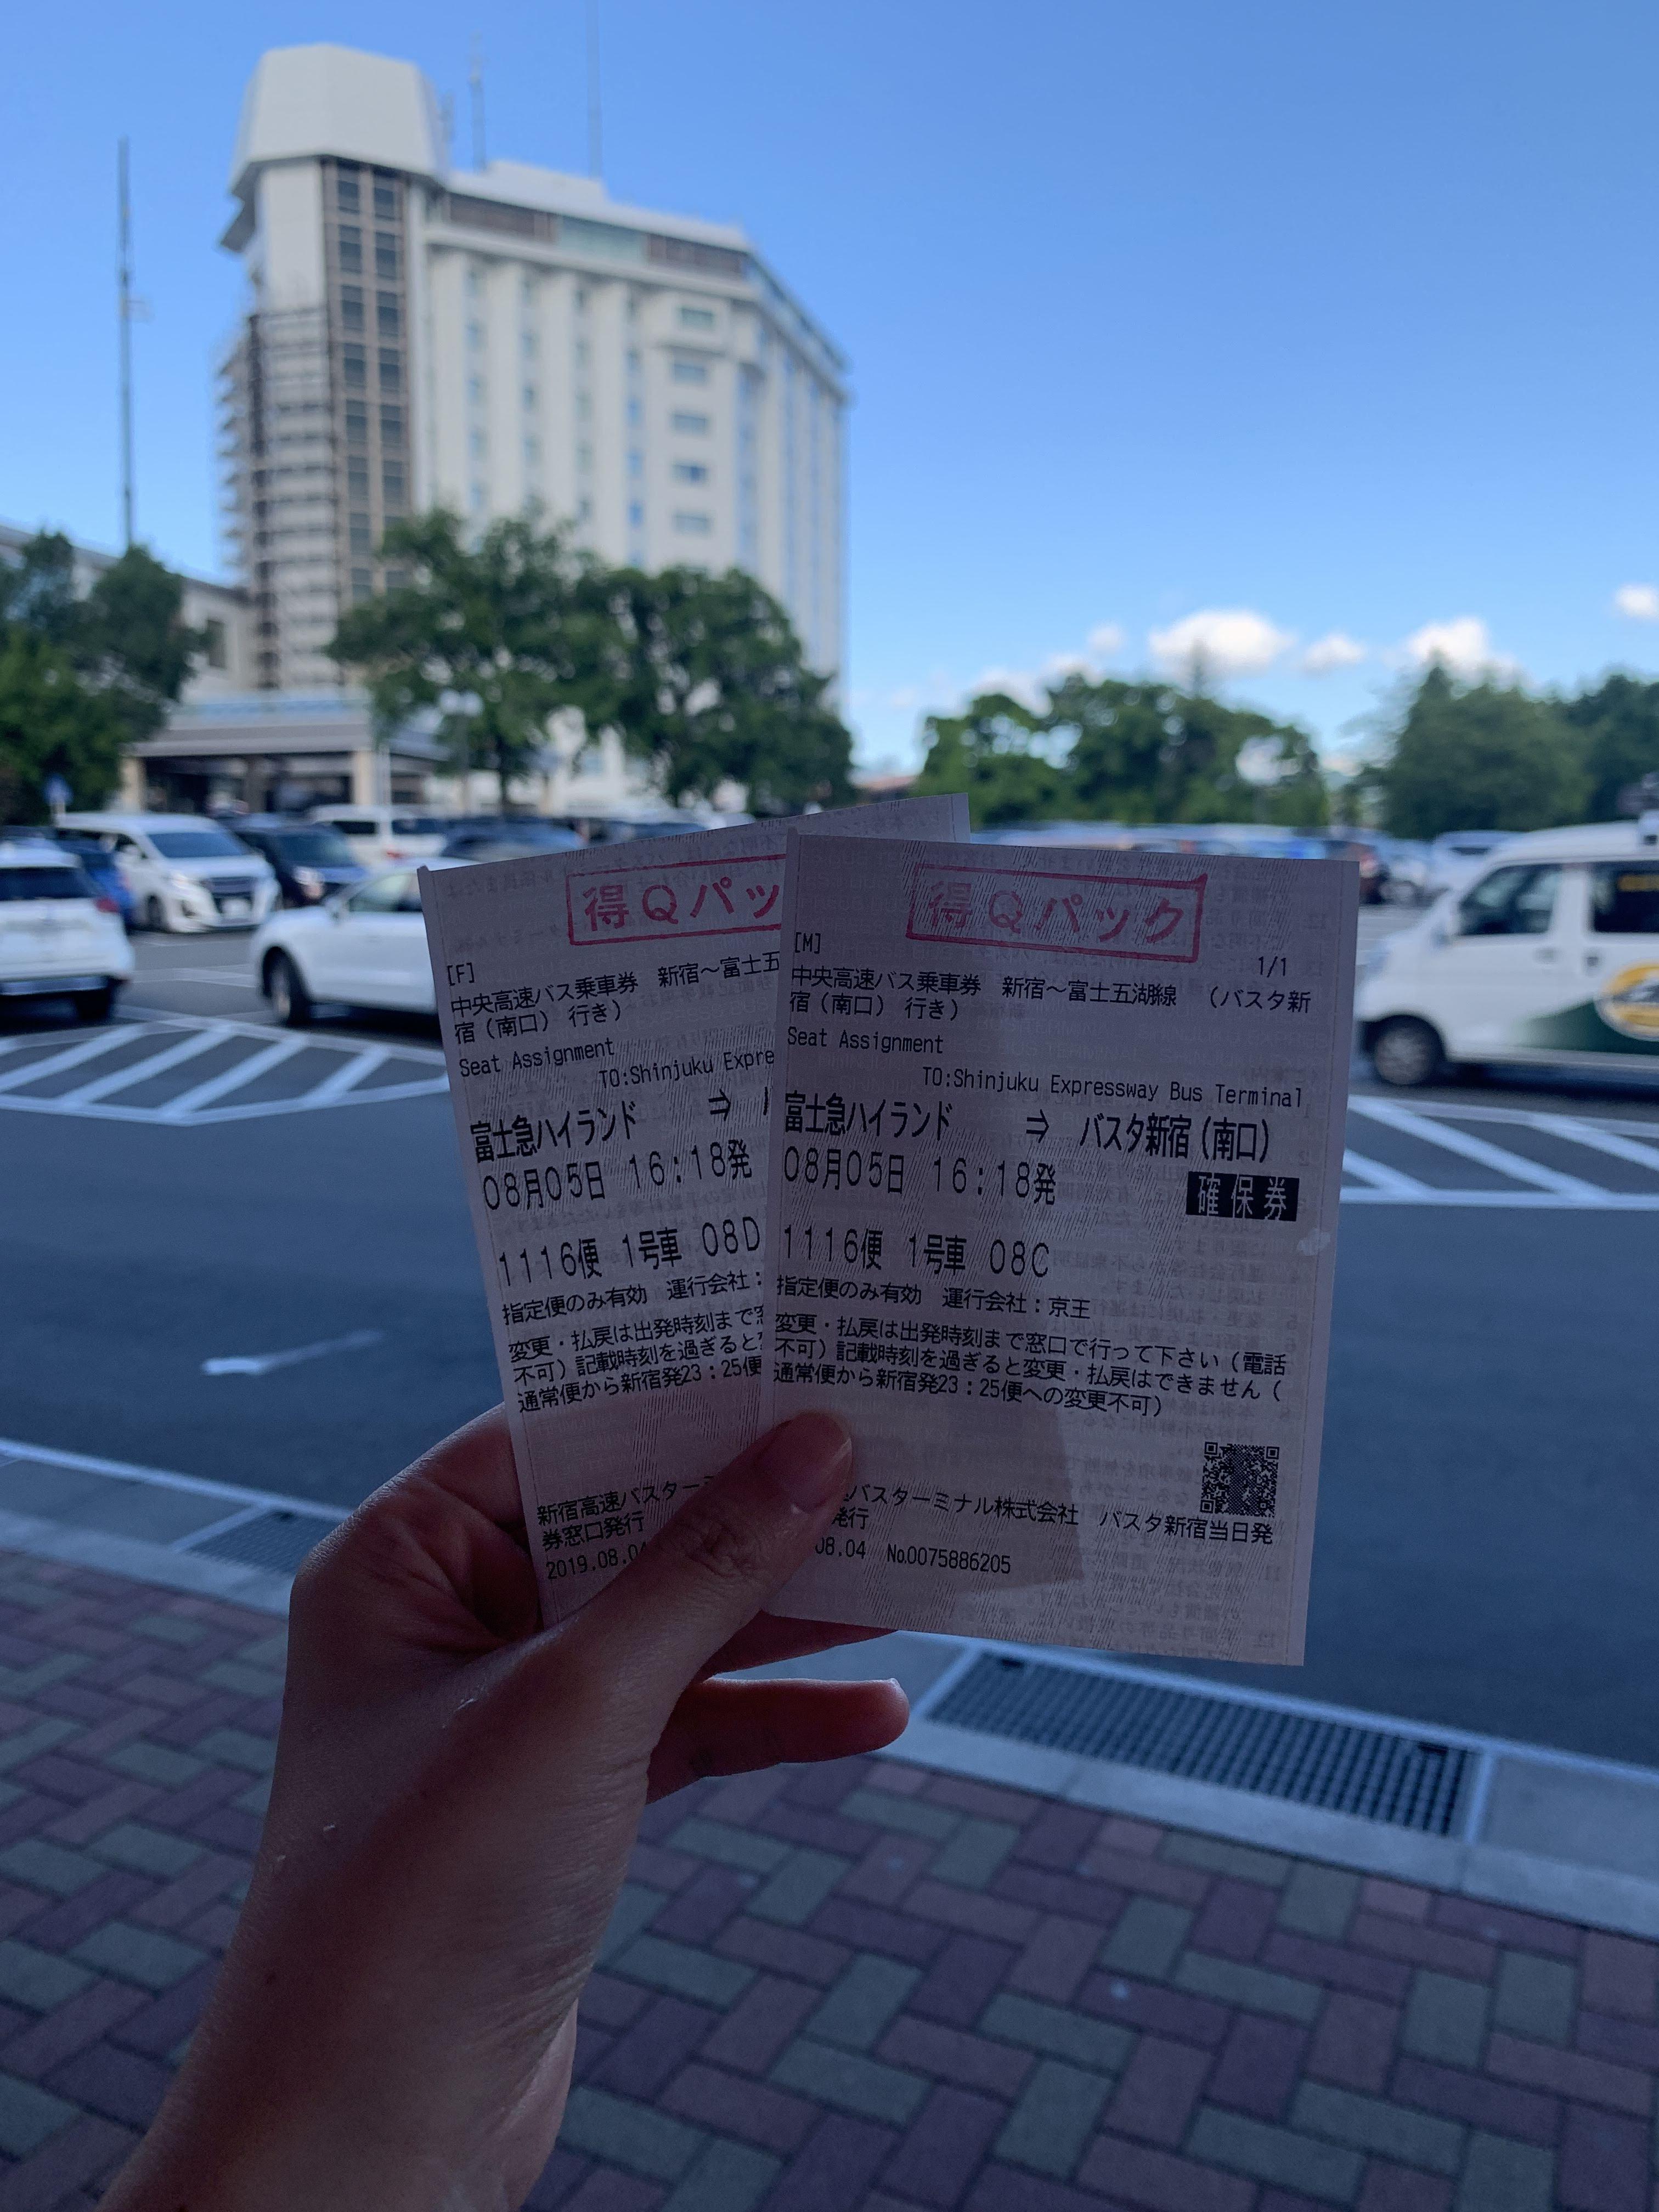 得Qパッ
[F]
中央高速バス乗車券 新宿～富士五
宿（南口） 行き）
Seat Assignment
TO:Shinjuku Expre
富士急ハイランド ⇒
08月05日 16:18発
1116便 1号車 08D
指定便のみ有効 運行会社：
変更・払戻は出発時刻まで
不可）記載時刻を過ぎると
通常便から新宿発23：25便
新宿高速バスターミ
券窓口発行
2019.08.04
得Qパック
[M]
1/1
中央高速バス乗車券 新宿～富士五湖線 （バスタ新
宿（南口） 行き）
Seat Assignment
TO:Shinjuku Expressway Bus Terminal
富士急ハイランド ⇒ バスタ新宿（南口）
08月05日 16:18発 確保券
1116便 1号車 08C
指定便のみ有効 運行会社：京王
変更・払戻は出発時刻まで窓口で行って下さい（電話
不可）記載時刻を過ぎると変更・払戻はできません（
通常便から新宿発23：25便への変更不可）
バスターミナル株式会社 バスタ新宿当日発
発行
08.04 №0075886205